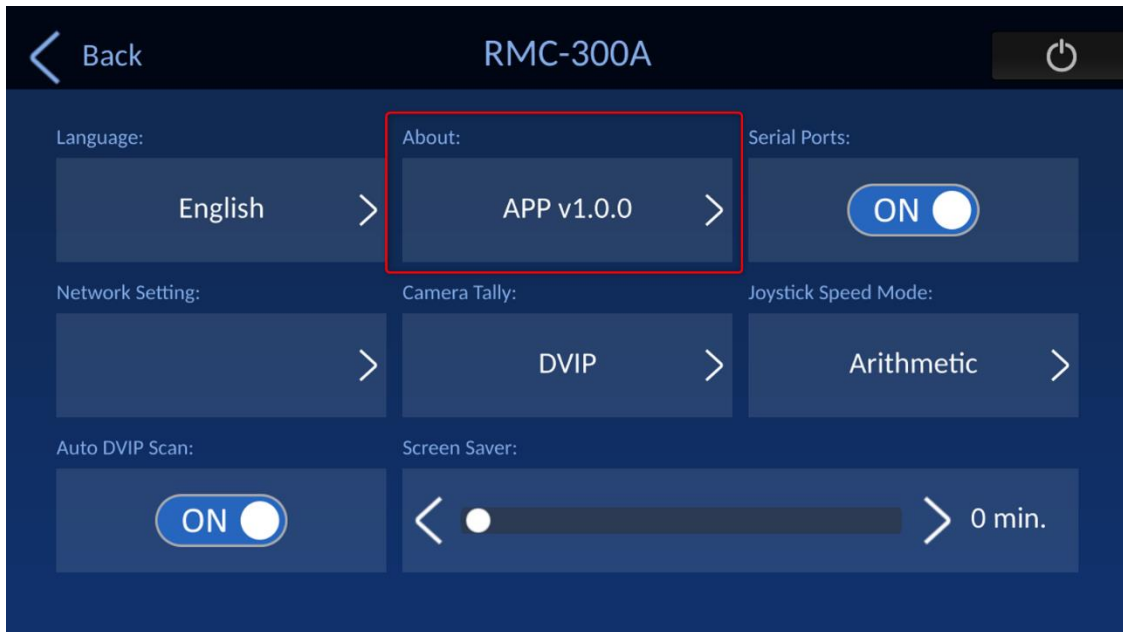 Back
RMC-300A
Language:
About:
Serial Ports:
English
APP v1.0.0
ON
Network Setting:
Camera Tally:
Joystick Speed Mode:
DVIP
Arithmetic
Auto DVIP Scan:
Screen Saver:
ON
0 min.